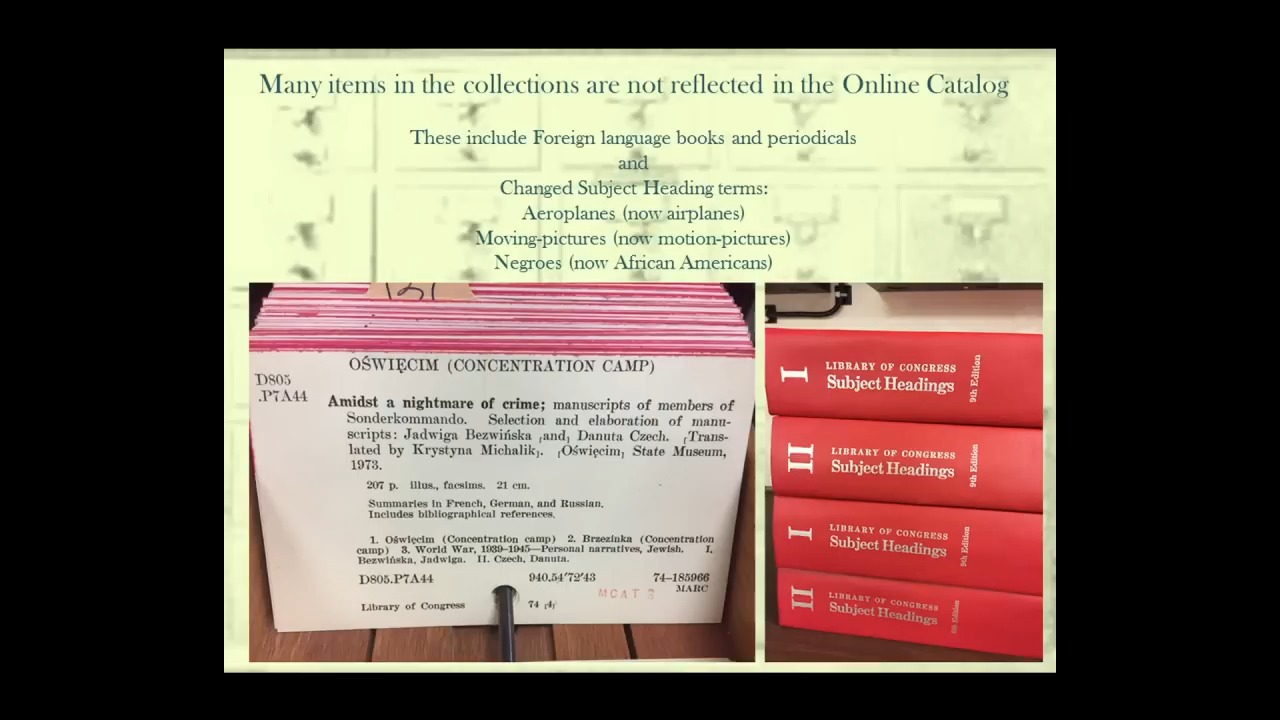 Many items in the collections are not reflected in the Online Catalog
These include Foreign language books and periodicals
and
Changed Subject Heading terms:
Aeroplanes (now airplanes)
Moving-pictures (now motion-pictures)
Negroes (now African Americans)
OŚWIĘCIM (CONCENTRATION CAMP)
D805
.P7A44
Amidst a nightmare of crime; manuscripts of members of
Sonderkommando. Selection and elaboration of manu-
scripts: Jadwiga Bezwińska [and] Danuta Czech. [Trans-
lated by Krystyna Michalik]. [Oświęcim] State Museum,
1973.
207 p. illus., facsims. 21 cm.
Summaries in French, German, and Russian.
Includes bibliographical references.
1. Oświęcim (Concentration camp) 2. Brzezinka (Concentration
camp) 3. World War, 1939-1945—Personal narratives, Jewish. I.
Bezwińska, Jadwiga. II. Czech, Danuta.
D805.P7A44 940.54'72'43 74-185966
MARC
MCAT 3
Library of Congress 74 [4]
I LIBRARY OF CONGRESS
Subject Headings 9th Edition
II LIBRARY OF CONGRESS
Subject Headings 9th Edition
I LIBRARY OF CONGRESS
Subject Headings Edition
II LIBRARY OF CONGRESS
Subject Headings Edition